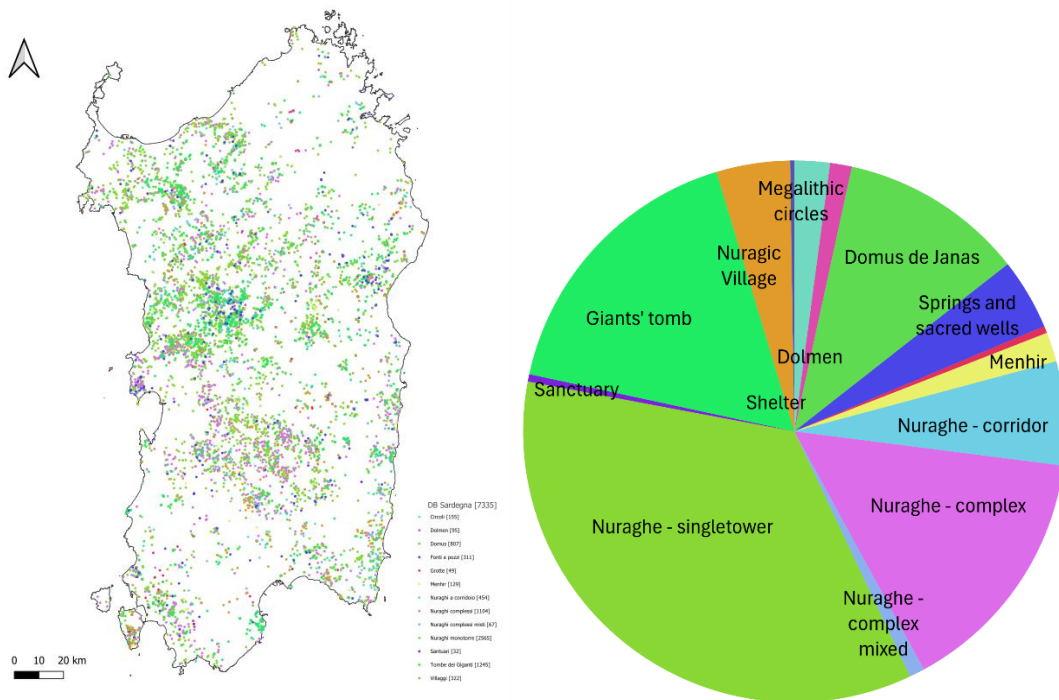 0 10 20 km
DB Sardegna [7335]
Circoli [155]
Dolmen [95]
Domus [807]
Fonti e pozzi [311]
Grotte [49]
Menhir [129]
Nuraghi a corridoio [454]
Nuraghi complessi [1104]
Nuraghi complessi misti [67]
Nuraghi monotorre [2565]
Santuari [32]
Tombe dei Giganti [1245]
Villaggi [322]
Megalithic
circles
Nuragic
Village
Domus de Janas
Giants' tomb
Springs and
sacred wells
Dolmen
Menhir
Sanctuary
Shelter
Nuraghe - corridor
Nuraghe - complex
Nuraghe - singletower
Nuraghe -
complex
mixed